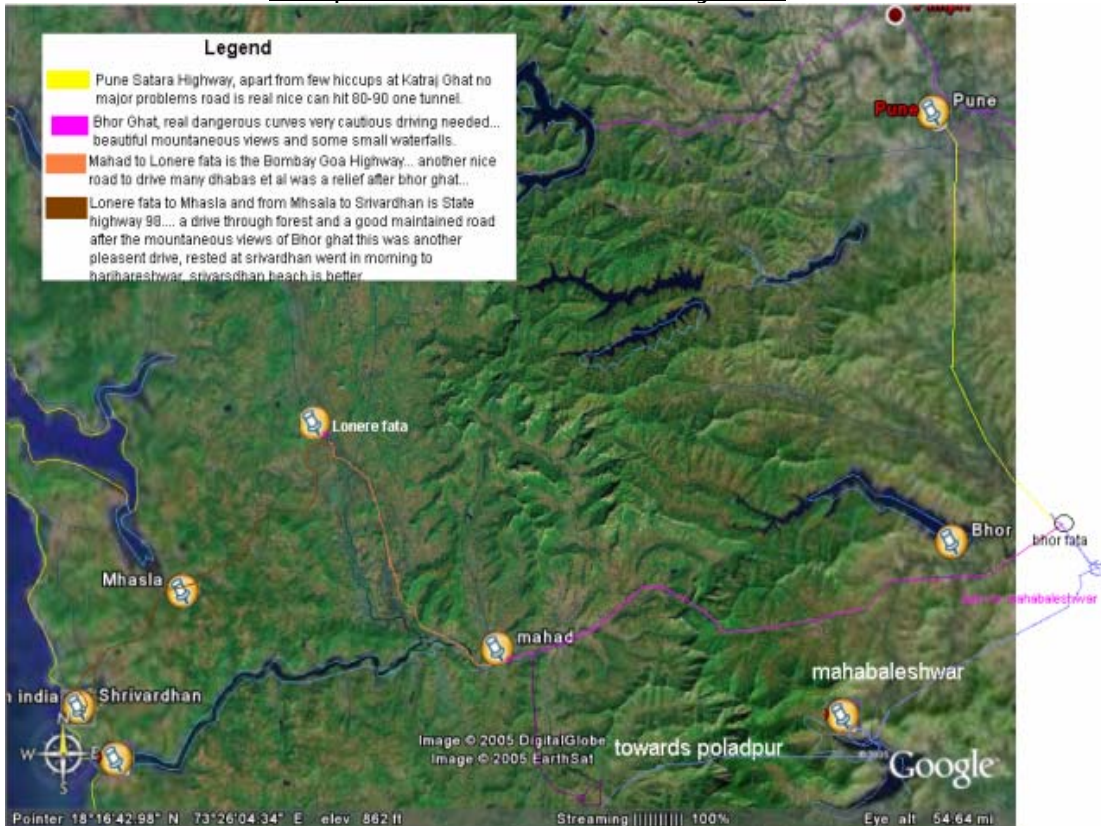 Legend
Pune Satara Highway, apart from few hiccups at Katraj Ghat no
major problems road is real nice can hit 80-90 one tunnel.
Bhor Ghat, real dangerous curves very cautious driving needed...
beautiful mountaneous views and some small waterfalls.
Mahad to Lonere fata is the Bombay Goa Highway... another nice
road to drive many dhabas et al was a relief after bhor ghat...
Lonere fata to Mhasla and from Mhsala to Srivardhan is State
highway 98.... a drive through forest and a good maintained road
after the mountaneous views of Bhor ghat this was another
pleasent drive, rested at srivardhan went in morning to
harihareshwar, srivarsdhan beach is better
Pune Pune
Lonere fata
Bhor
bhor fata
Mhasla
mahabaleshwar
mahad
mahabaleshwar
india Shrivardhan
N
W E
S
Image © 2005 DigitalGlobe
Image © 2005 EarthSat
towards poladpur
Google
Pointer 18°16'42.98" N 73°26'04.34" E elev 862 ft Streaming |||||||||| 100% Eye alt 54.64 mi